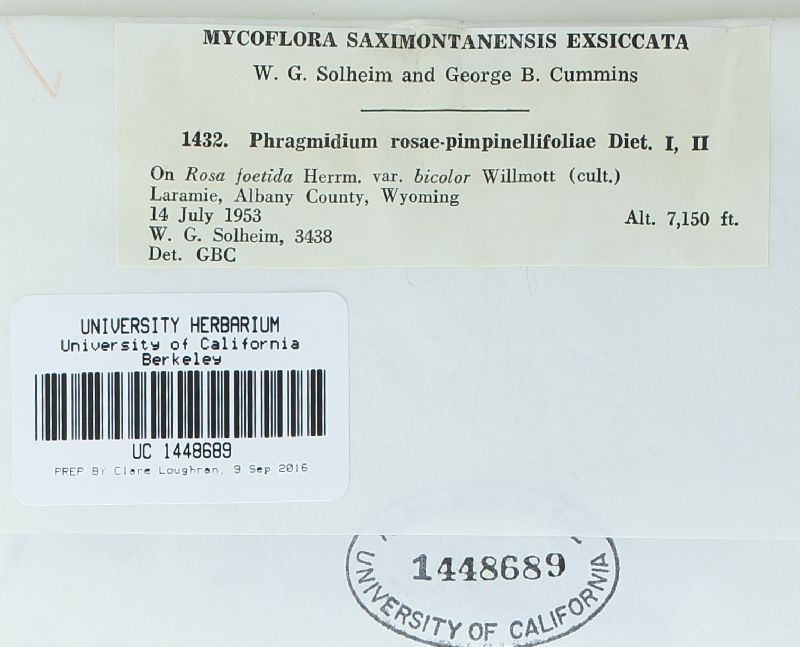 MYCOFLORA SAXIMONTANENSIS EXSICCATA
W. G. Solheim and George B. Cummins
1432. Phragmidium rosae-pimpinellifoliae Diet. I, II
On Rosa foetida Herrm. var. bicolor Willmott (cult.)
Laramie, Albany County, Wyoming
14 July 1953
Alt. 7,150 ft.
W. G. Solheim, 3438
Det. GBC
UNIVERSITY HERBARIUM
University of California
Berkeley
UC 1448689
PREP BY Clare Loughran, 9 Sep 2016
1448689
UNIVERSITY OF CALIFORNIA